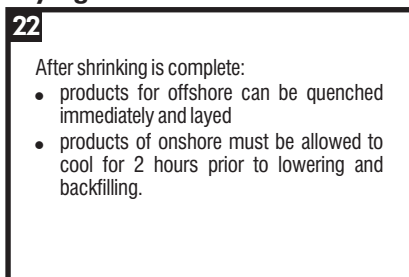 22
After shrinking is complete:
• products for offshore can be quenched
immediately and layed
• products of onshore must be allowed to
cool for 2 hours prior to lowering and
backfilling.